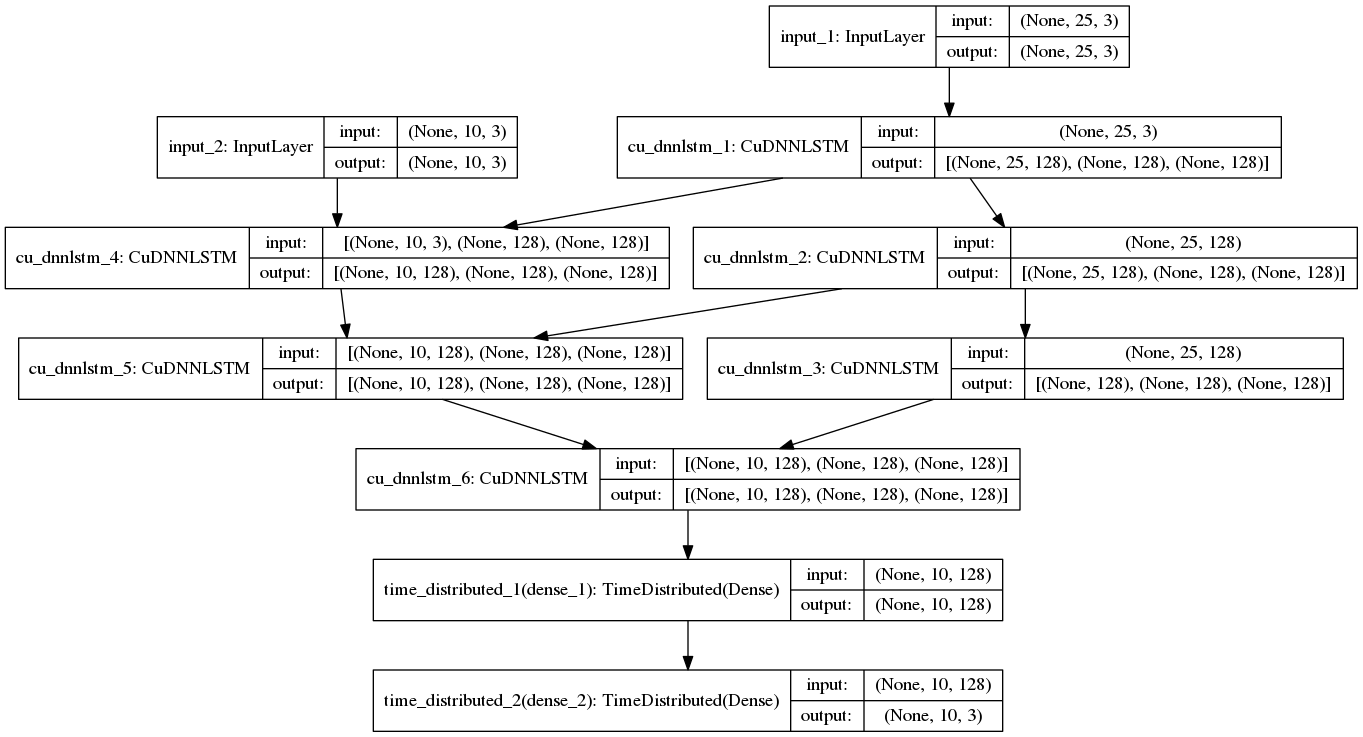 input_1: InputLayer
input:
(None, 25, 3)
output:
(None, 25, 3)
input_2: InputLayer
input:
(None, 10, 3)
output:
(None, 10, 3)
cu_dnnlstm_1: CuDNNLSTM
input:
(None, 25, 3)
output:
[(None, 25, 128), (None, 128), (None, 128)]
cu_dnnlstm_4: CuDNNLSTM
input:
[(None, 10, 3), (None, 128), (None, 128)]
output:
[(None, 10, 128), (None, 128), (None, 128)]
cu_dnnlstm_2: CuDNNLSTM
input:
(None, 25, 128)
output:
[(None, 25, 128), (None, 128), (None, 128)]
cu_dnnlstm_5: CuDNNLSTM
input:
[(None, 10, 128), (None, 128), (None, 128)]
output:
[(None, 10, 128), (None, 128), (None, 128)]
cu_dnnlstm_3: CuDNNLSTM
input:
(None, 25, 128)
output:
[(None, 128), (None, 128), (None, 128)]
cu_dnnlstm_6: CuDNNLSTM
input:
[(None, 10, 128), (None, 128), (None, 128)]
output:
[(None, 10, 128), (None, 128), (None, 128)]
time_distributed_1(dense_1): TimeDistributed(Dense)
input:
(None, 10, 128)
output:
(None, 10, 128)
time_distributed_2(dense_2): TimeDistributed(Dense)
input:
(None, 10, 128)
output:
(None, 10, 3)